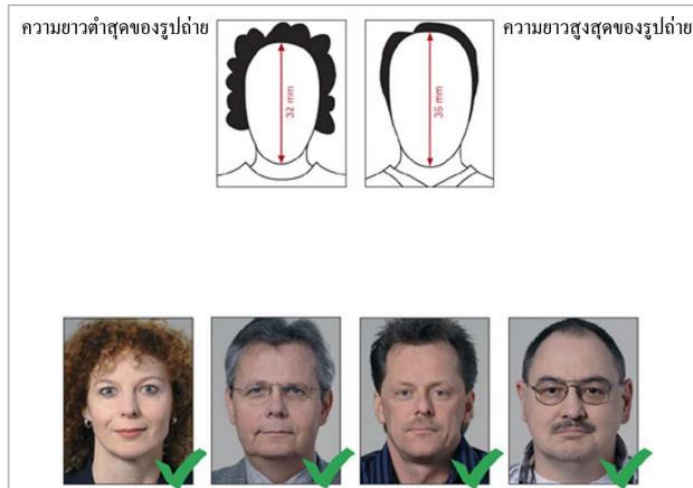 ความยาวต่ำสุดของรูปถ่าย
ความยาวสูงสุดของรูปถ่าย
32 mm
36 mm